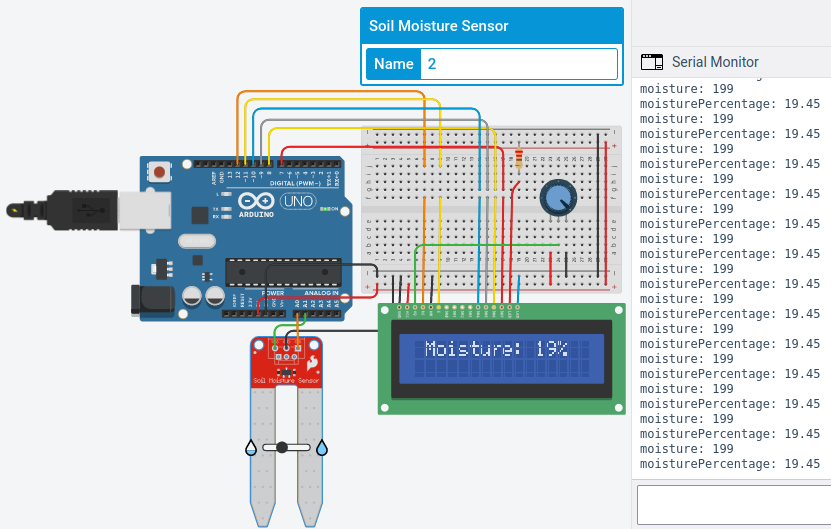 Soil Moisture Sensor
Name 2
Serial Monitor
moisture: 199
moisturePercentage: 19.45
moisture: 199
moisturePercentage: 19.45
moisture: 199
moisturePercentage: 19.45
moisture: 199
moisturePercentage: 19.45
moisture: 199
moisturePercentage: 19.45
moisture: 199
moisturePercentage: 19.45
moisture: 199
moisturePercentage: 19.45
moisture: 199
moisturePercentage: 19.45
moisture: 199
moisturePercentage: 19.45
moisture: 199
moisturePercentage: 19.45
moisture: 199
moisturePercentage: 19.45
moisture: 199
moisturePercentage: 19.45
moisture: 199
moisturePercentage: 19.45
DIGITAL (PWM ~)
UNO
ARDUINO
ON
POWER
ANALOG IN
Moisture: 19%
Soil Moisture Sensor